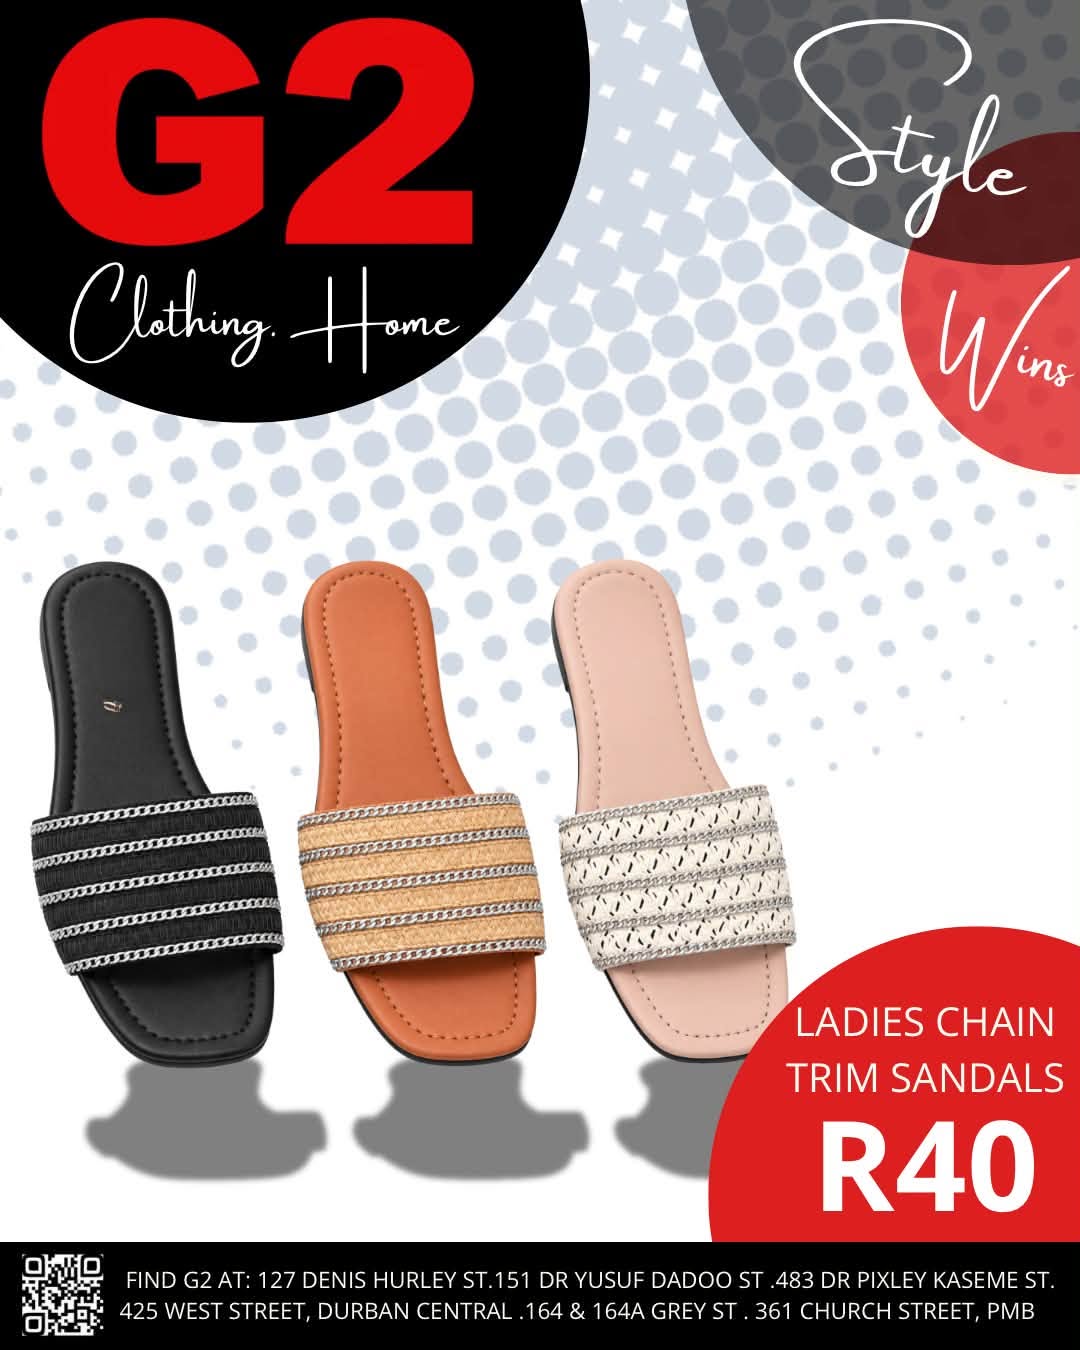 G2
Clothing. Home
Style
Wins
LADIES CHAIN
TRIM SANDALS
R40
FIND G2 AT: 127 DENIS HURLEY ST.151 DR YUSUF DADOO ST .483 DR PIXLEY KASEME ST.
425 WEST STREET, DURBAN CENTRAL .164 & 164A GREY ST . 361 CHURCH STREET, PMB